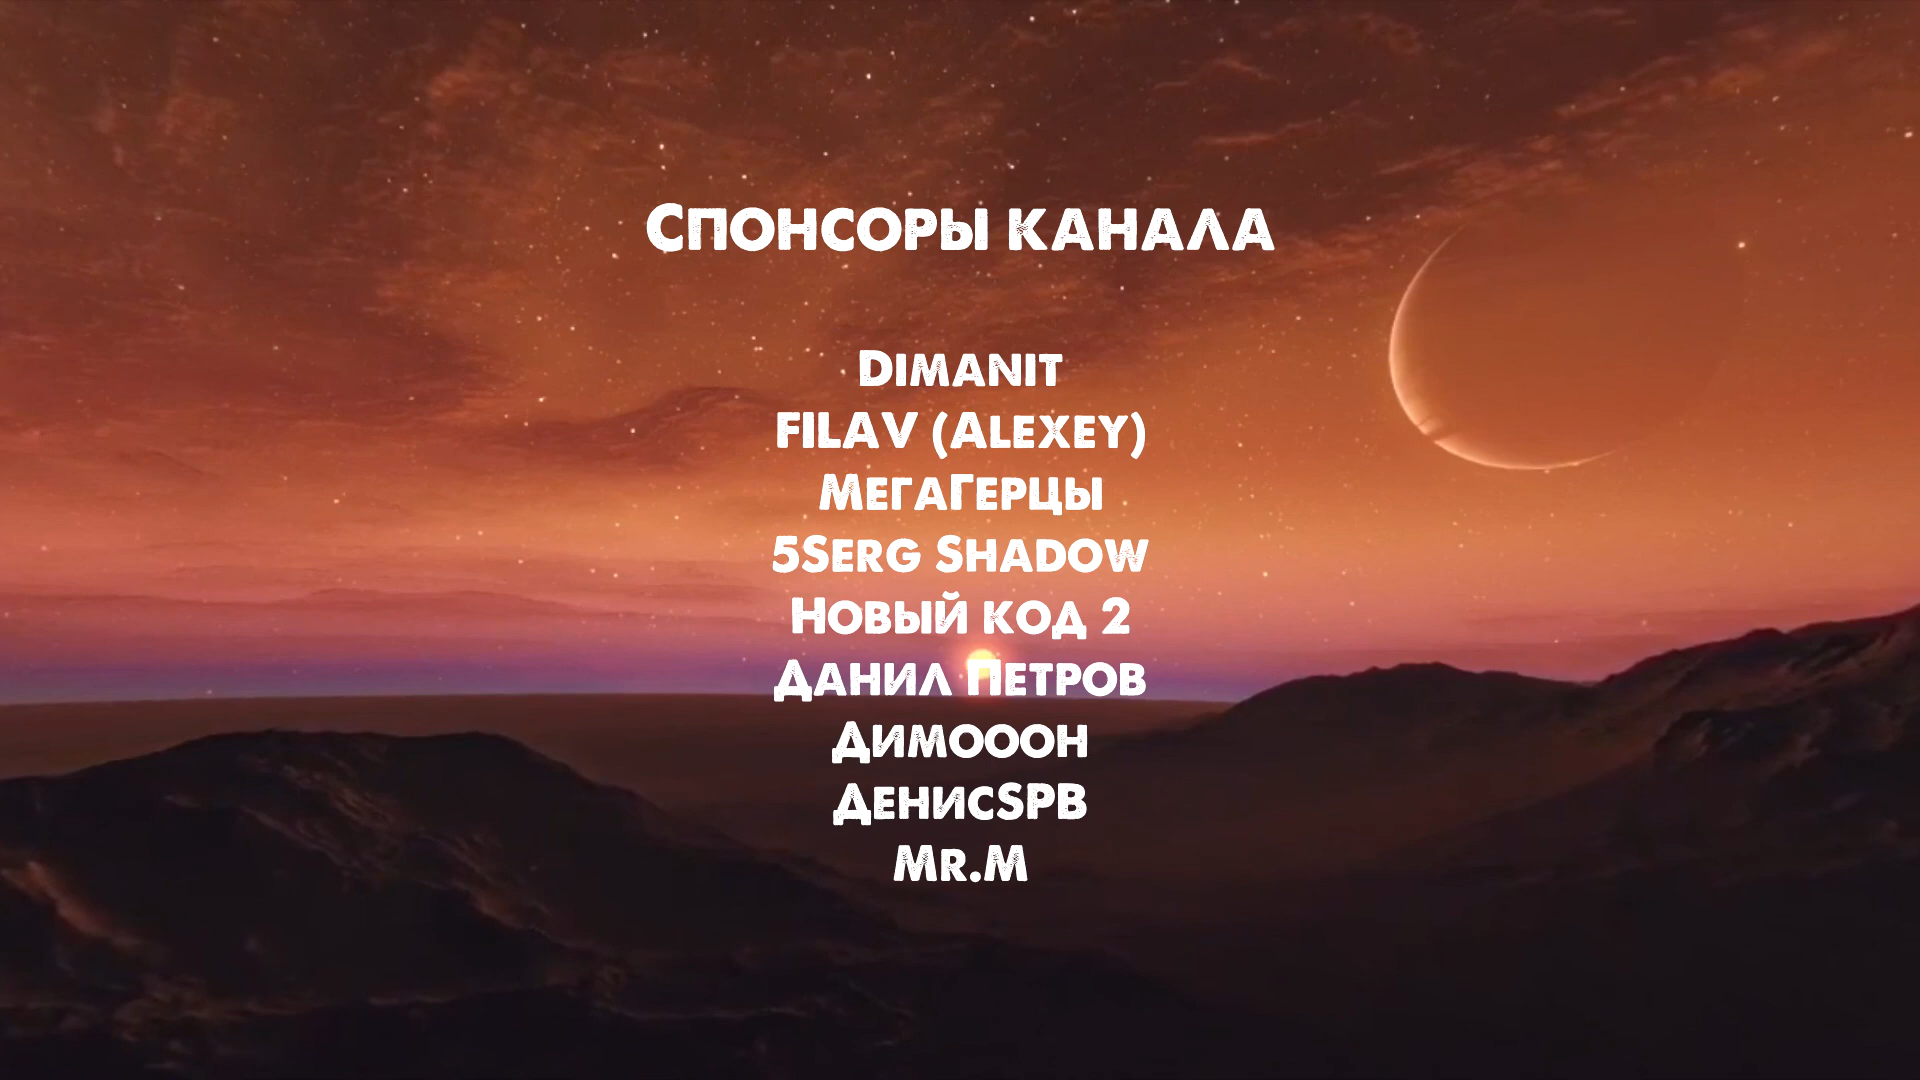 Спонсоры канала
Dimanit
FILAV (Alexey)
МегаГерцы
5Serg Shadow
Новый код 2
Данил Петров
Димооон
ДенисSPB
Mr.M